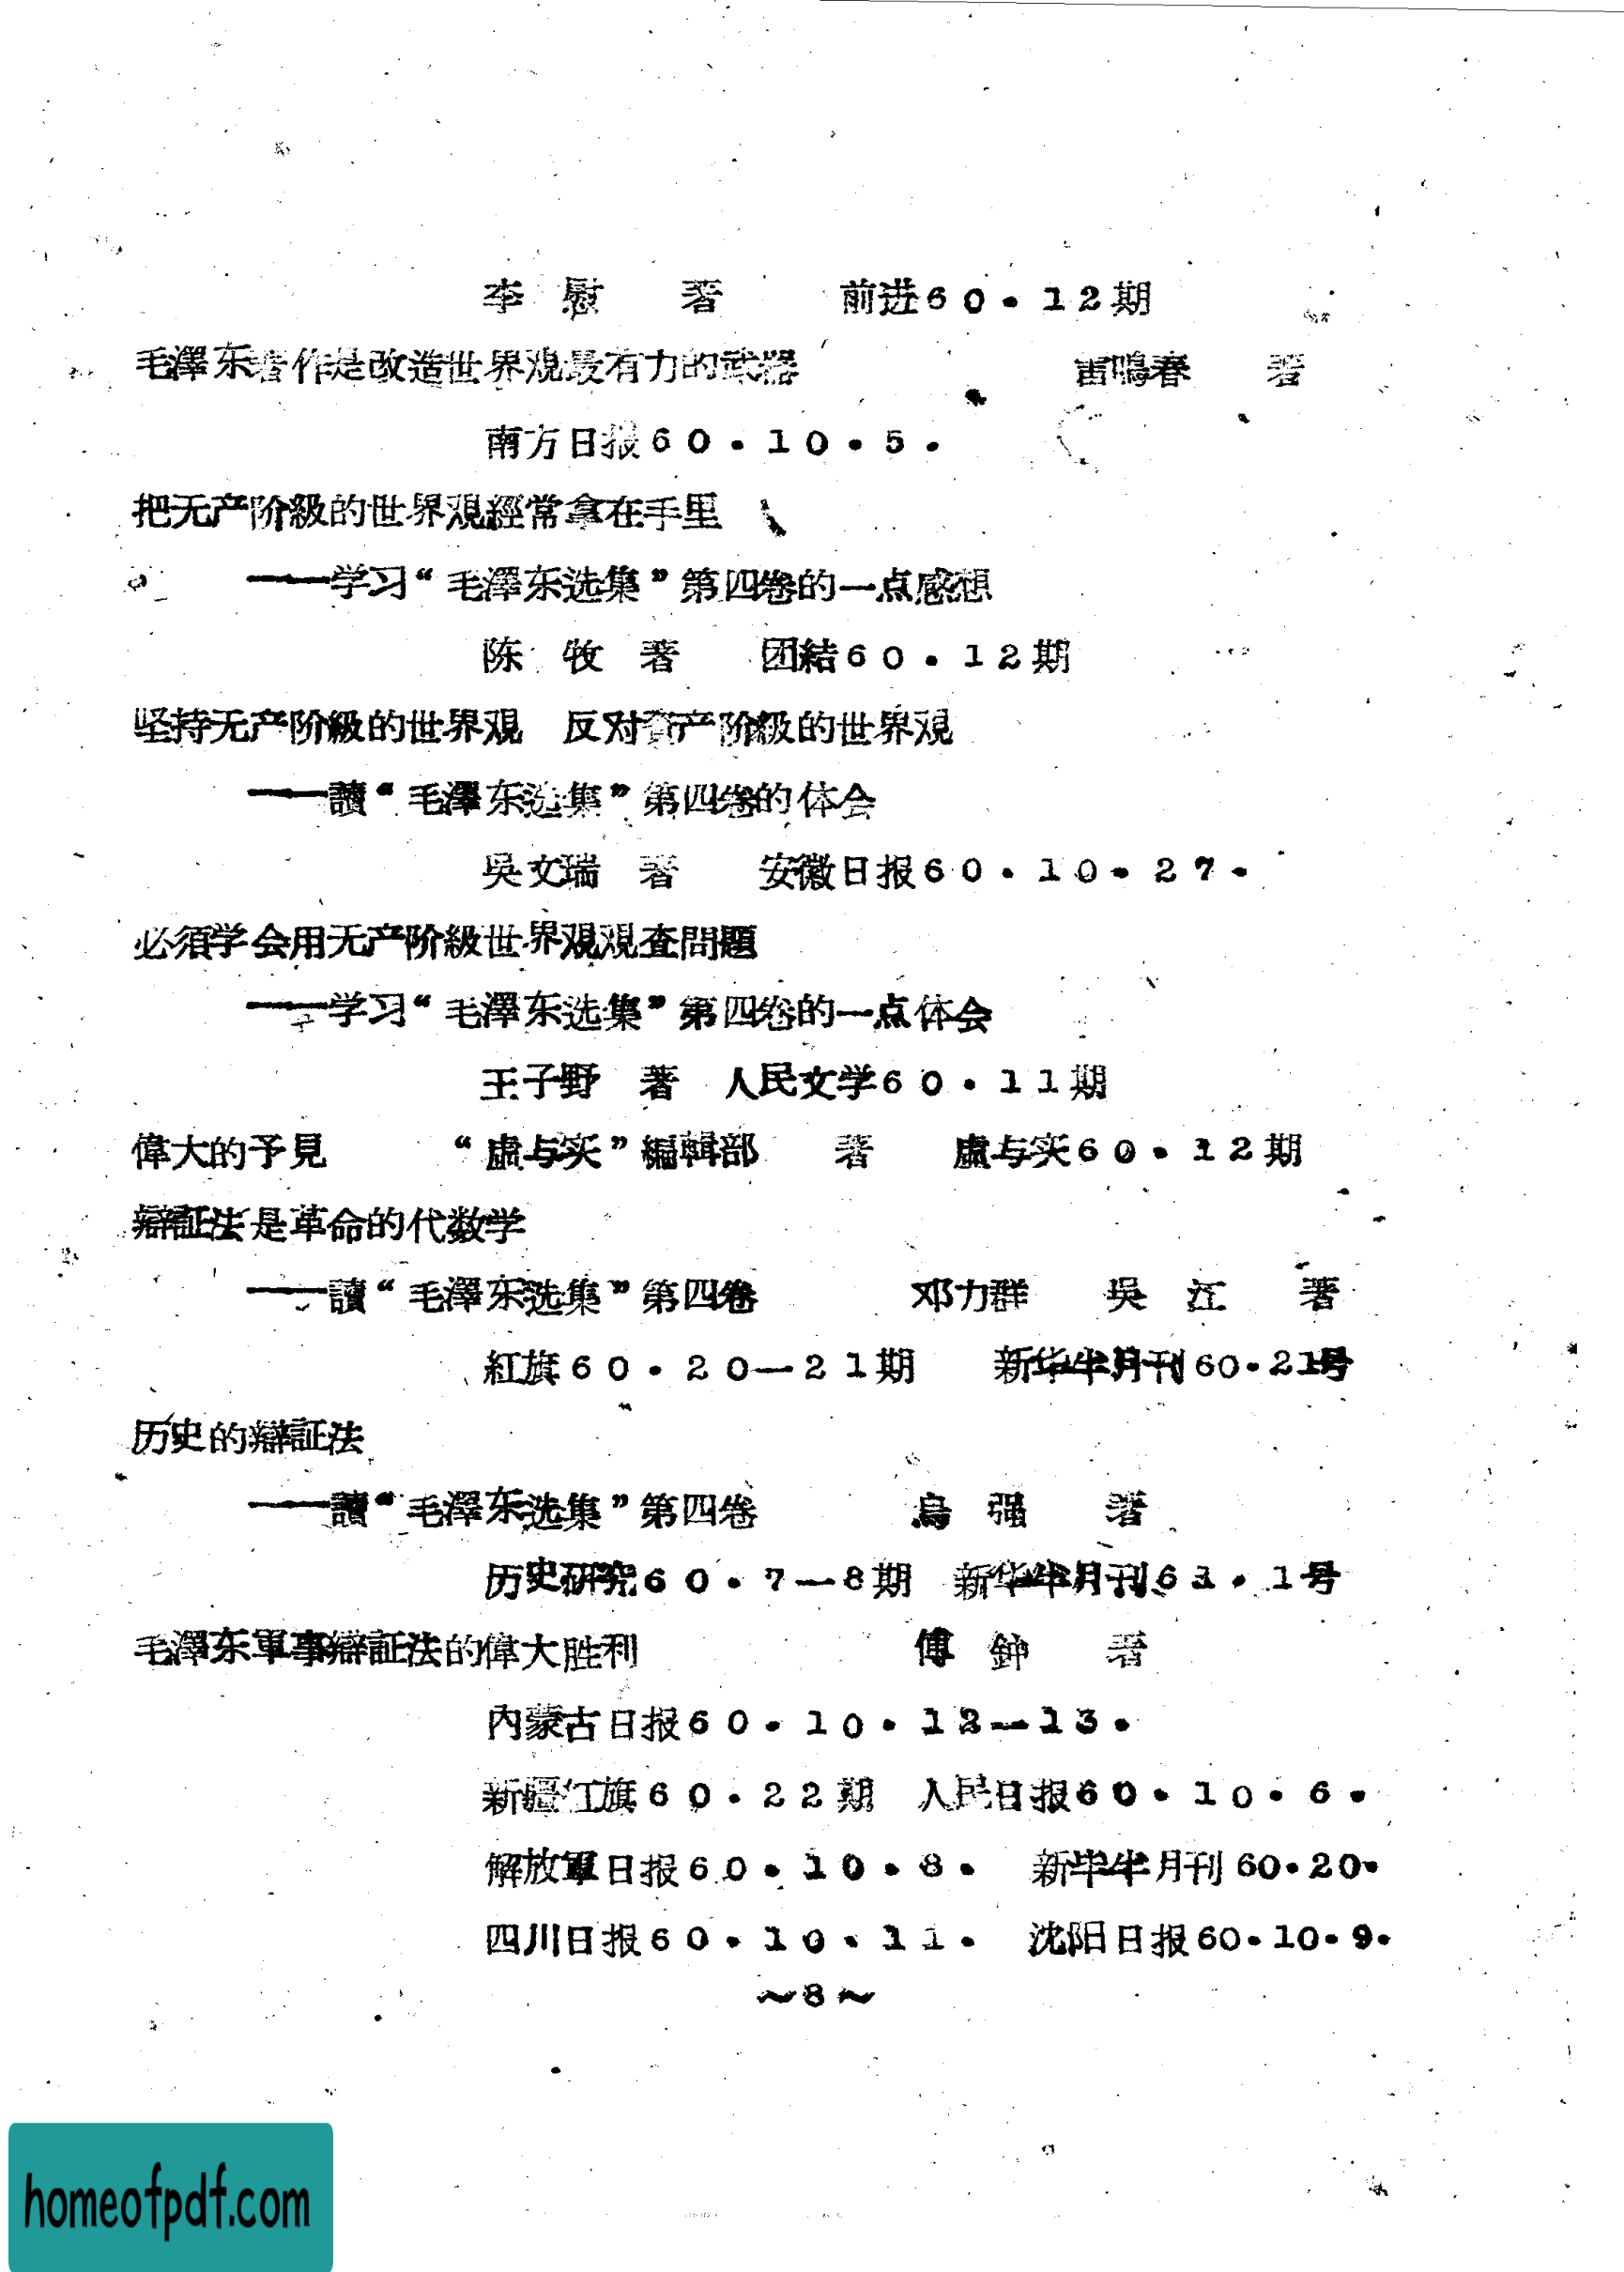 李 慰 著 前进60·12期
毛澤东著作是改造世界观最有力的武器 雷鳴春 著
南方日报60·10·5·
把无产阶級的世界观經常拿在手里
——学习“毛澤东选集”第四卷的一点感想
陈 牧 著 团結60·12期
坚持无产阶級的世界观 反对資产阶級的世界观
——讀“毛澤东选集”第四卷的体会
吳文瑞 著 安徽日报60·10·27·
必須学会用无产阶級世界观观查問題
——学习“毛澤东选集”第四卷的一点体会
王子野 著 人民文学60·11期
偉大的予見 “虛与实”編輯部 著 虛与实60·12期
辯証法是革命的代数学
——讀“毛澤东选集”第四卷 邓力群 吳 江 著
紅旗60·20—21期 新华半月刊60·21号
历史的辯証法
——讀“毛澤东选集”第四卷 烏 强 著
历史研究60·7—8期 新华半月刊61·1号
毛澤东軍事辯証法的偉大胜利 傅 鈡 著
內蒙古日报60·10·12—13·
新疆红旗60·22期 人民日报60·10·6·
解放軍日报60·10·8· 新华半月刊60·20·
四川日报60·10·11· 沈阳日报60·10·9·
～8～
homeofpdf.com